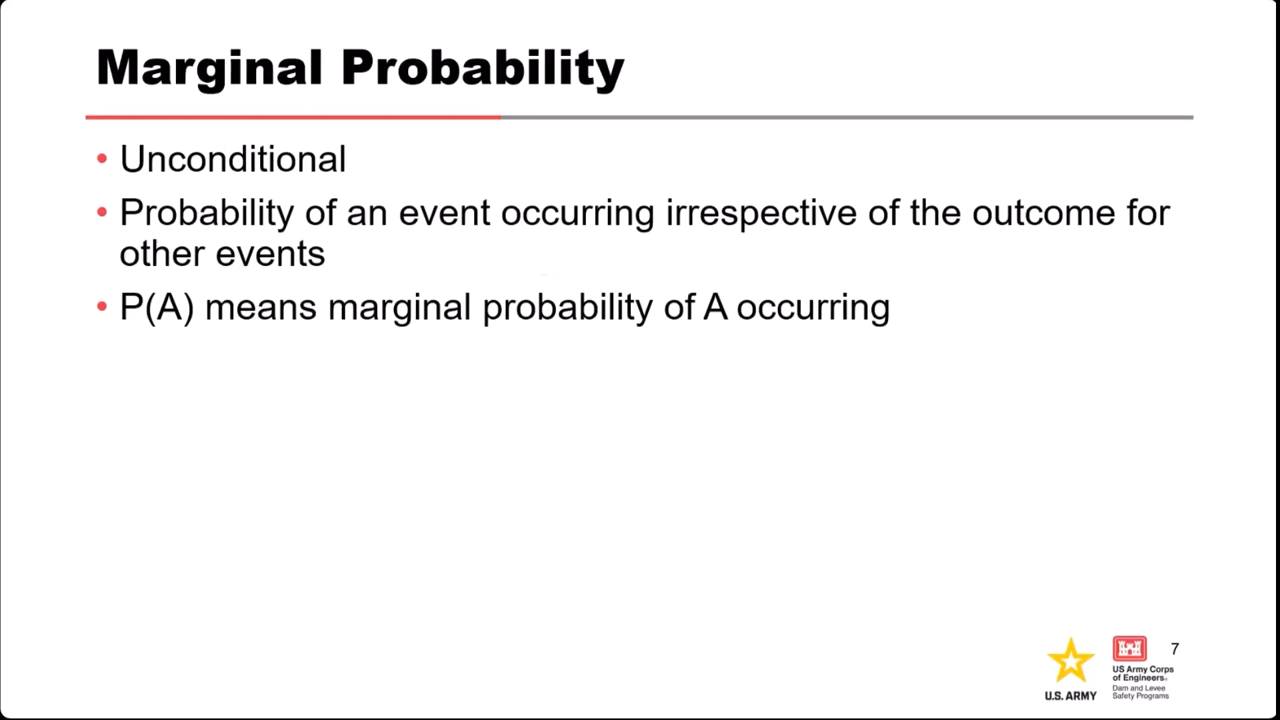 Marginal Probability
• Unconditional
• Probability of an event occurring irrespective of the outcome for
other events
• P(A) means marginal probability of A occurring
7
U.S. ARMY
US Army Corps
of Engineers®
Dam and Levee
Safety Programs